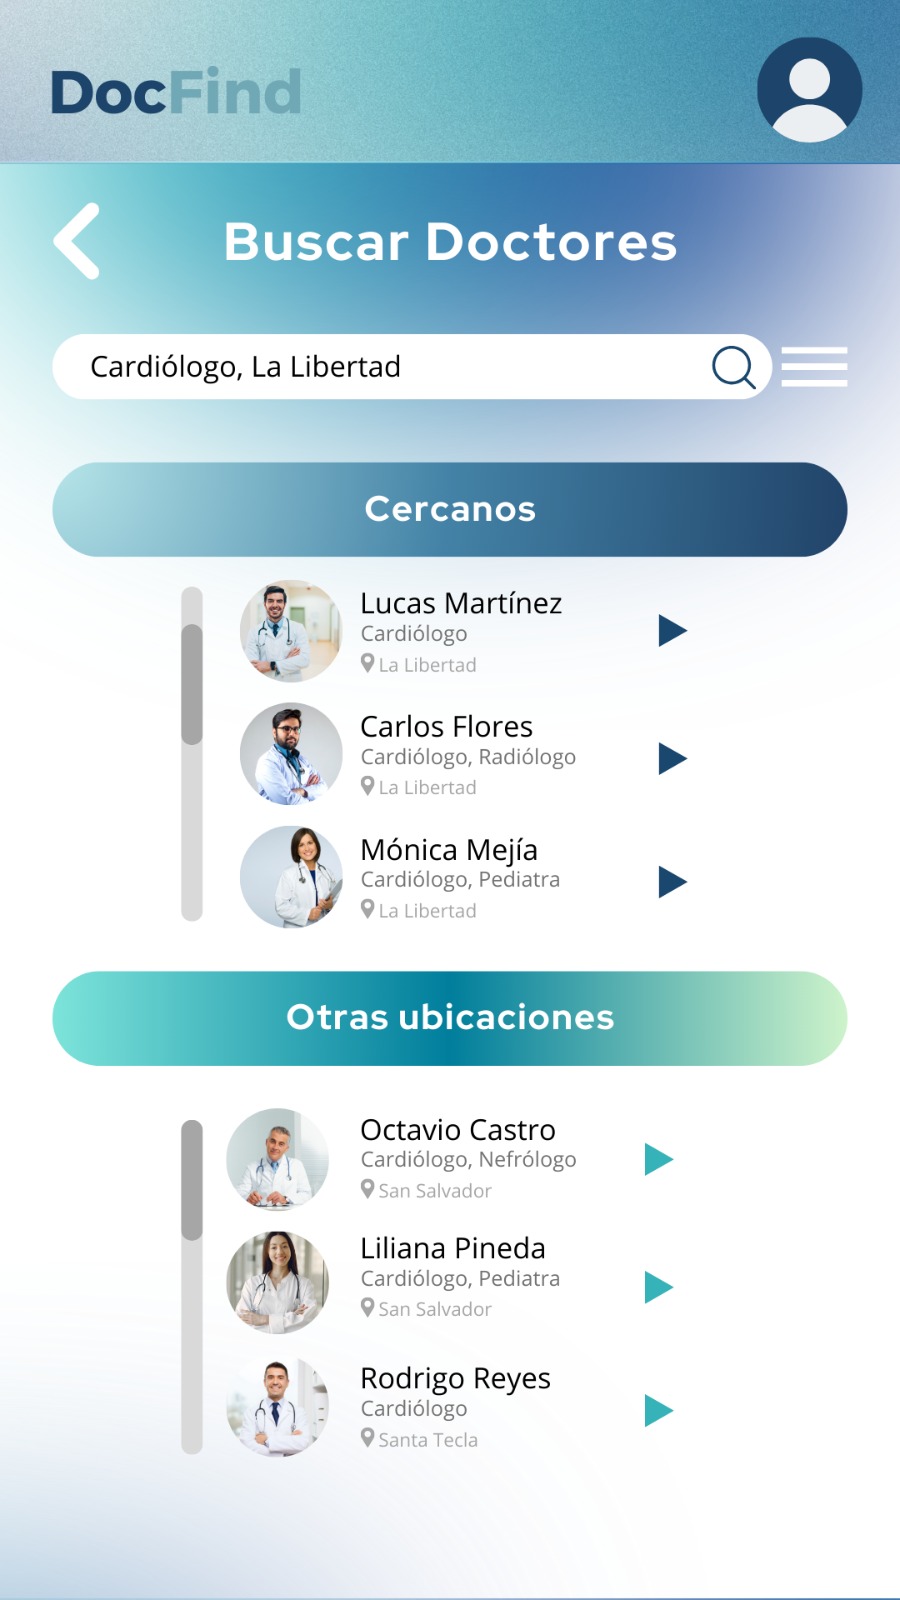 DocFind
Buscar Doctores
Cardiólogo, La Libertad
Cercanos
Lucas Martínez
Cardiólogo
La Libertad
Carlos Flores
Cardiólogo, Radiólogo
La Libertad
Mónica Mejía
Cardiólogo, Pediatra
La Libertad
Otras ubicaciones
Octavio Castro
Cardiólogo, Nefrólogo
San Salvador
Liliana Pineda
Cardiólogo, Pediatra
San Salvador
Rodrigo Reyes
Cardiólogo
Santa Tecla